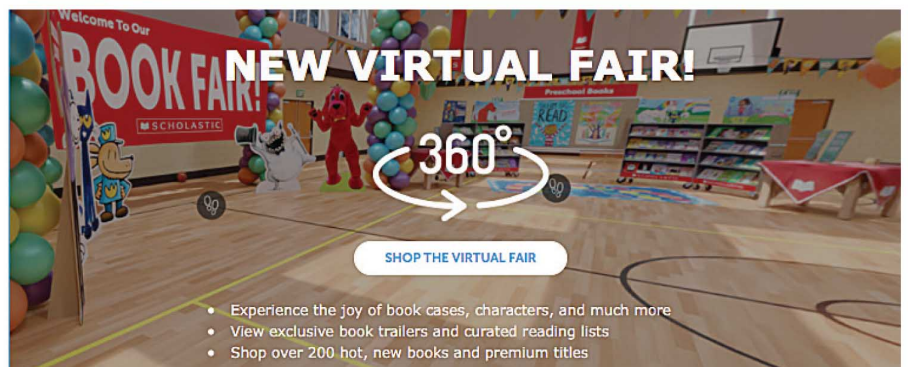 Welcome To Our
BOOK FAIR!
SCHOLASTIC
NEW VIRTUAL FAIR!
Preschool Books
READ
360°
SHOP THE VIRTUAL FAIR
• Experience the joy of book cases, characters, and much more
• View exclusive book trailers and curated reading lists
• Shop over 200 hot, new books and premium titles